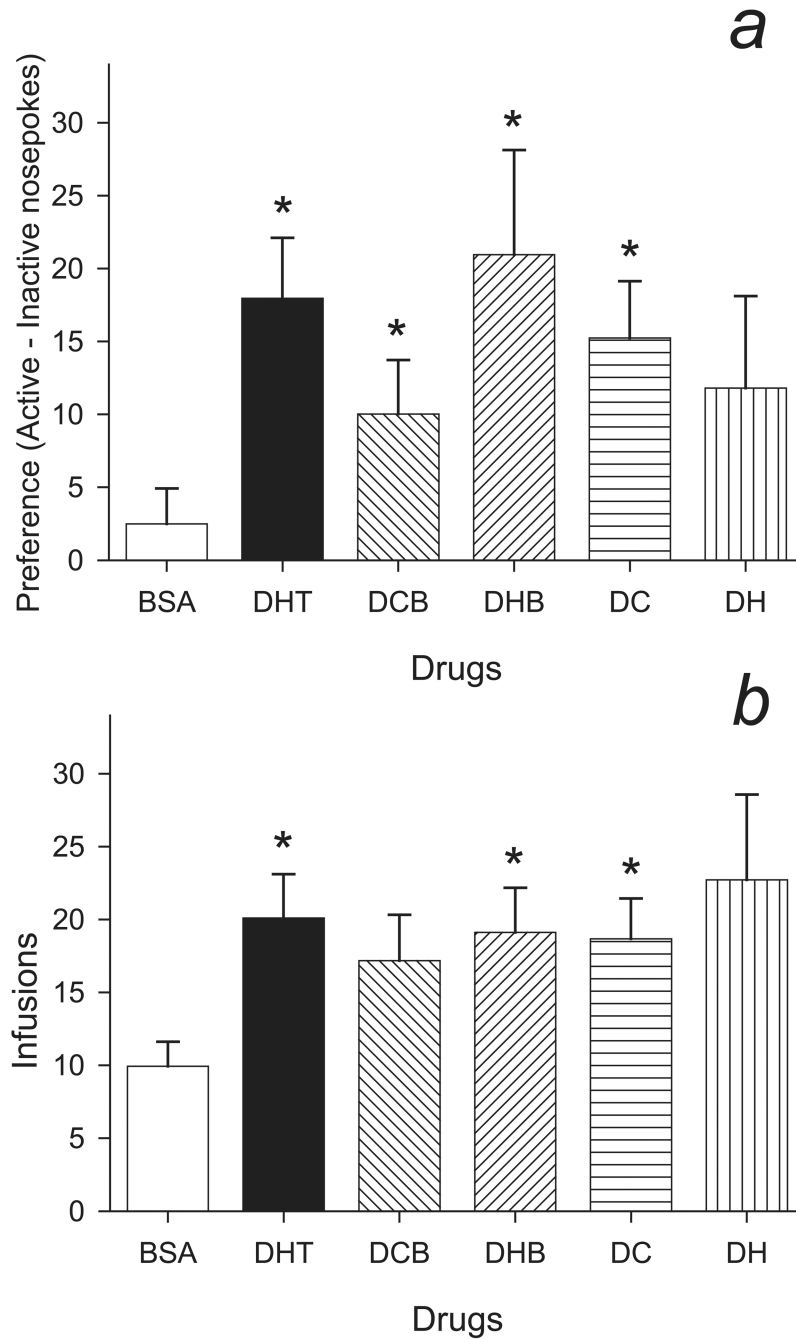 a
Preference (Active - Inactive nosepokes)
30
25
20
15
10
5
0
*
*
*
*
BSA DHT DCB DHB DC DH
Drugs
b
Infusions
30
25
20
15
10
5
0
*
*
*
BSA DHT DCB DHB DC DH
Drugs